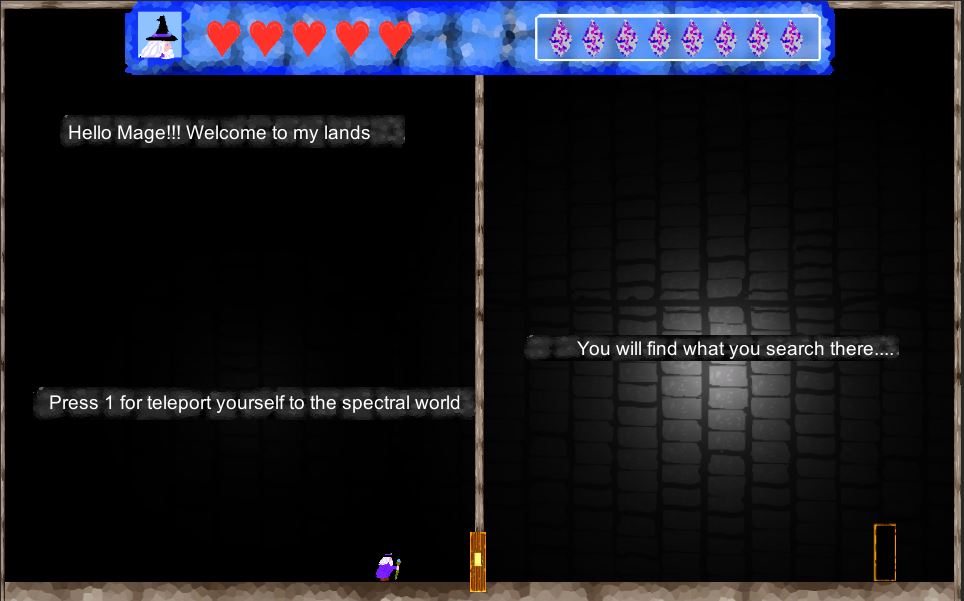 Hello Mage!!! Welcome to my lands
You will find what you search there....
Press 1 for teleport yourself to the spectral world